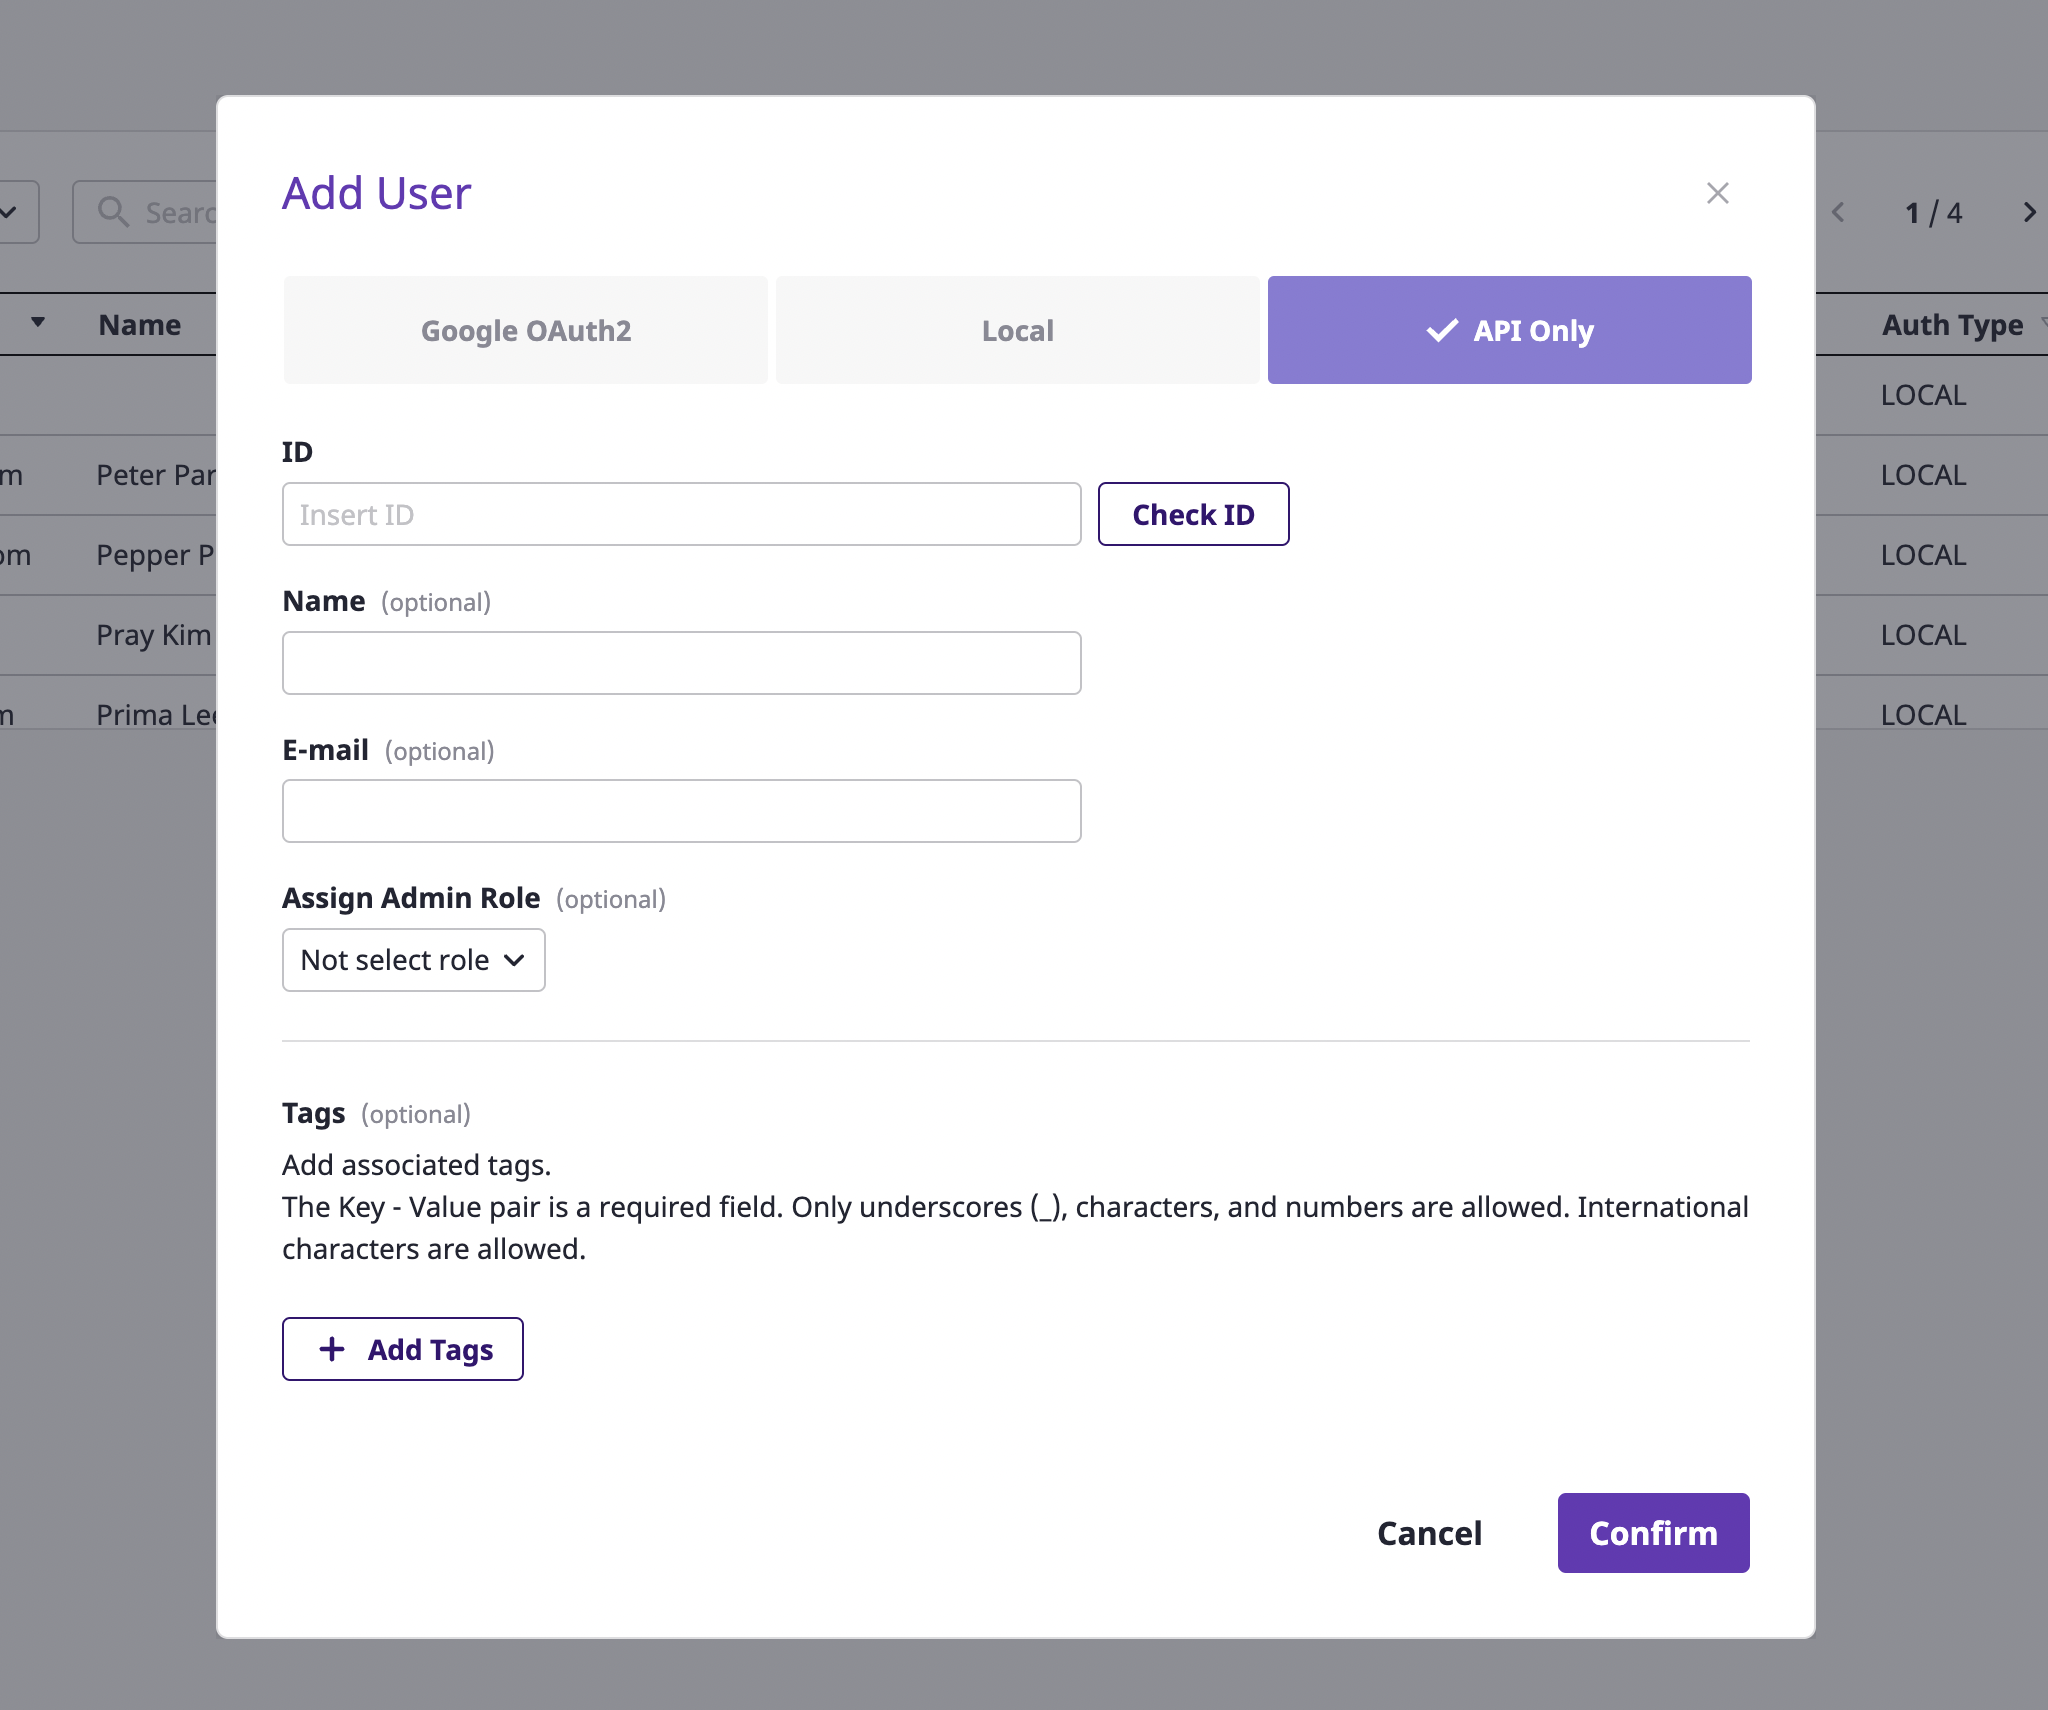 Add User
Searc
1 / 4
Google OAuth2
Local
API Only
Name
Auth Type
LOCAL
ID
m
Peter Par
LOCAL
Insert ID
Check ID
om
Pepper P
LOCAL
Name (optional)
Pray Kim
LOCAL
m
Prima Lee
LOCAL
E-mail (optional)
Assign Admin Role (optional)
Not select role
Tags (optional)
Add associated tags.
The Key - Value pair is a required field. Only underscores (_), characters, and numbers are allowed. International
characters are allowed.
Add Tags
Cancel
Confirm